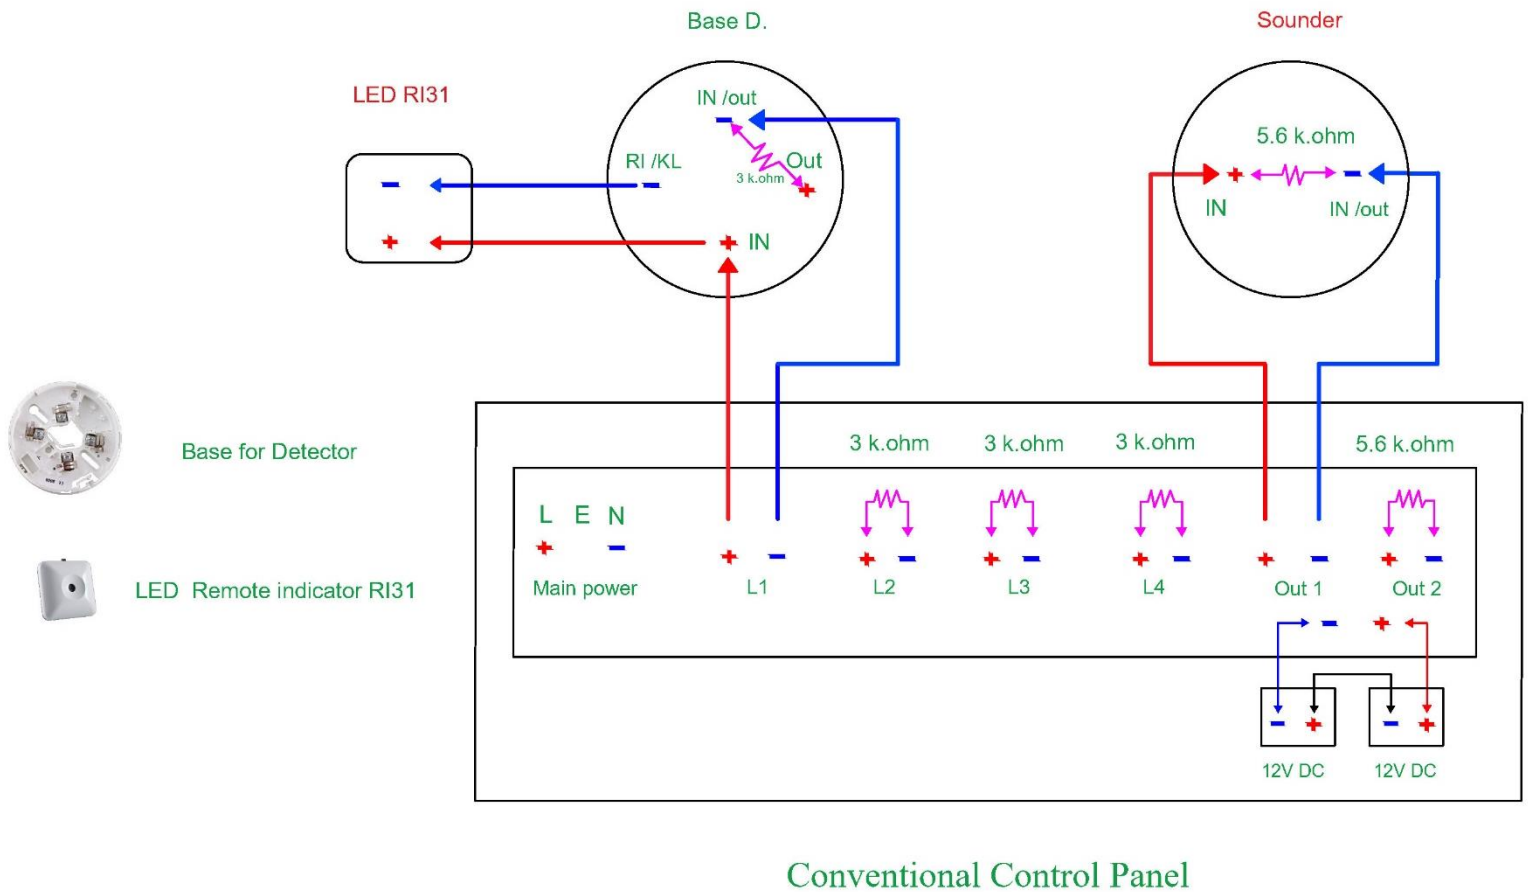 Base D.
Sounder
LED RI31
IN /out
5.6 k.ohm
RI /KL
Out
3 k.ohm
IN
IN /out
IN
3 k.ohm
3 k.ohm
3 k.ohm
5.6 k.ohm
Base for Detector
L E N
LED Remote indicator RI31
Main power
L1
L2
L3
L4
Out 1
Out 2
12V DC
12V DC
Conventional Control Panel